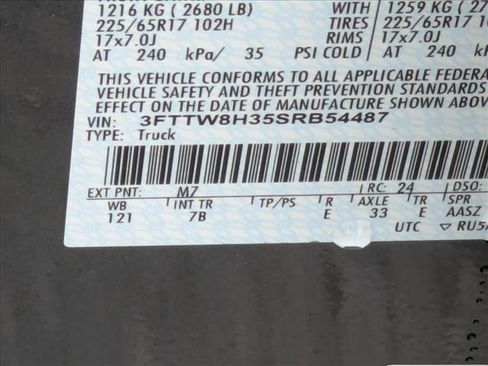 1216 KG ( 2680 LB) WITH 1259 KG ( 27
225/65R17 102H TIRES 225/65R17 10
17x7.0J RIMS 17x7.0J
AT 240 kPa/ 35 PSI COLD AT 240 k
THIS VEHICLE CONFORMS TO ALL APPLICABLE FEDERA
VEHICLE SAFETY AND THEFT PREVENTION STANDARDS
EFFECT ON THE DATE OF MANUFACTURE SHOWN ABOV
VIN: 3FTTW8H35SRB54487
TYPE: Truck
EXT PNT: M7 RC: 24 DSO:
WB INT TR TP/PS R AXLE TR SPR
121 7B E 33 E AASZ
UTC ▽ RU5A